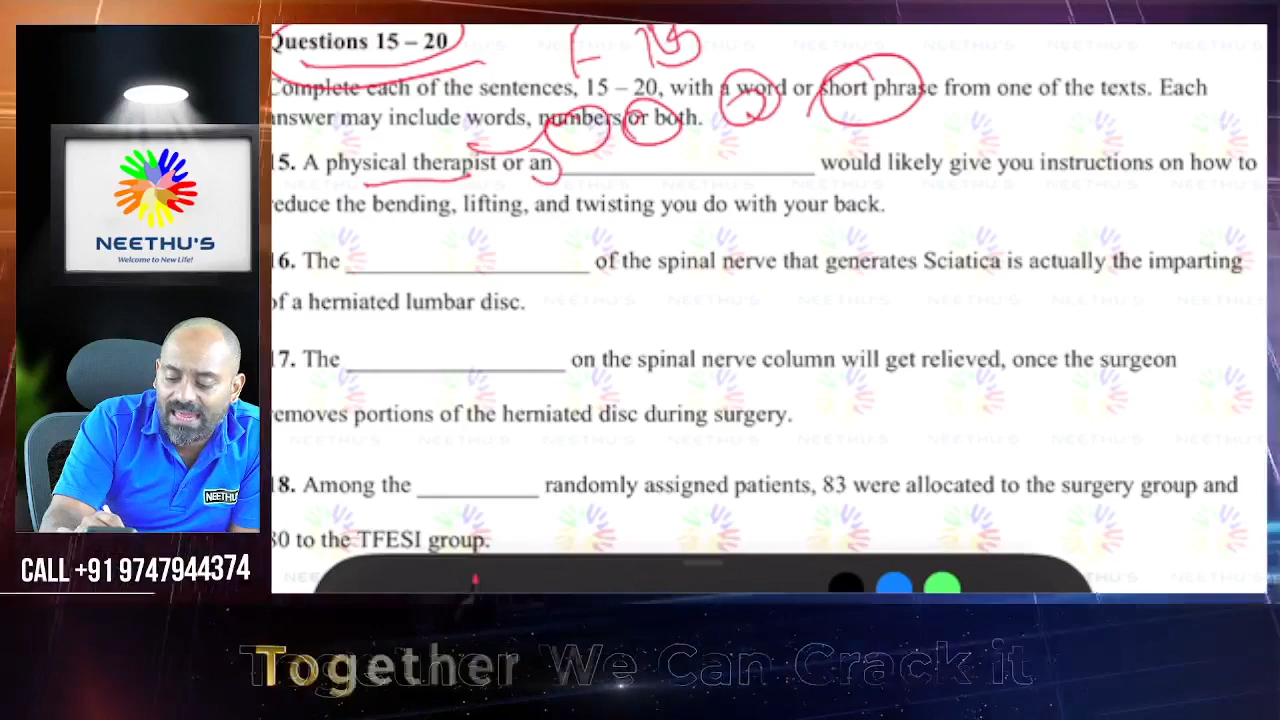 Questions 15 – 20
Complete each of the sentences, 15 – 20, with a word or short phrase from one of the texts. Each
answer may include words, numbers or both.
15. A physical therapist or an ____________ would likely give you instructions on how to
reduce the bending, lifting, and twisting you do with your back.
16. The ____________ of the spinal nerve that generates Sciatica is actually the imparting
of a herniated lumbar disc.
17. The ____________ on the spinal nerve column will get relieved, once the surgeon
removes portions of the herniated disc during surgery.
18. Among the ____________ randomly assigned patients, 83 were allocated to the surgery group and
80 to the TFESI group.
NEETHU'S
Welcome to New Life!
NEETHU'S
CALL +91 9747944374
Together We Can Crack it